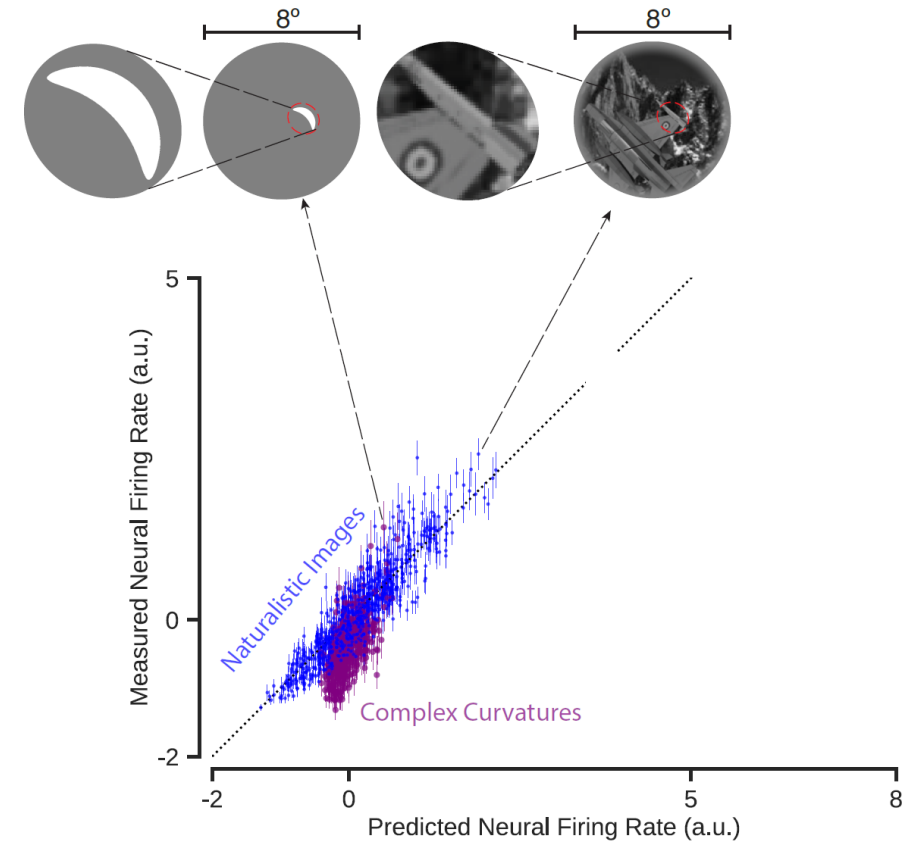 8º
8º
5
0
-2
Measured Neural Firing Rate (a.u.)
Naturalistic Images
Complex Curvatures
-2
0
5
8
Predicted Neural Firing Rate (a.u.)